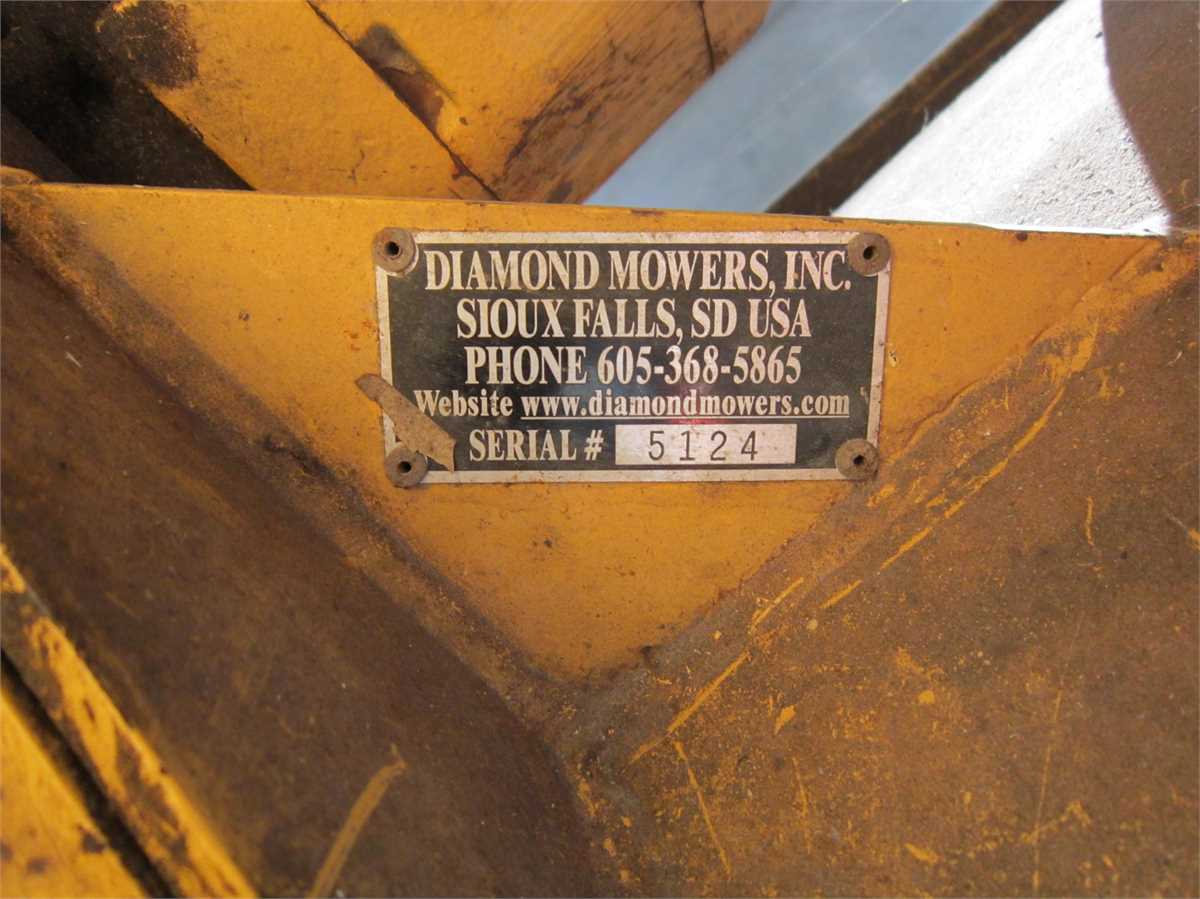 DIAMOND MOWERS, INC.
SIOUX FALLS, SD USA
PHONE 605-368-5865
Website www.diamondmowers.com
SERIAL # 5124